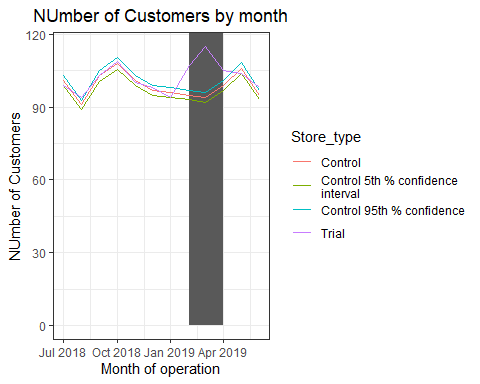 NUmber of Customers by month
120
90
60
30
0
NUmber of Customers
Jul 2018 Oct 2018 Jan 2019 Apr 2019
Month of operation
Store_type
Control
Control 5th % confidence
interval
Control 95th % confidence
Trial